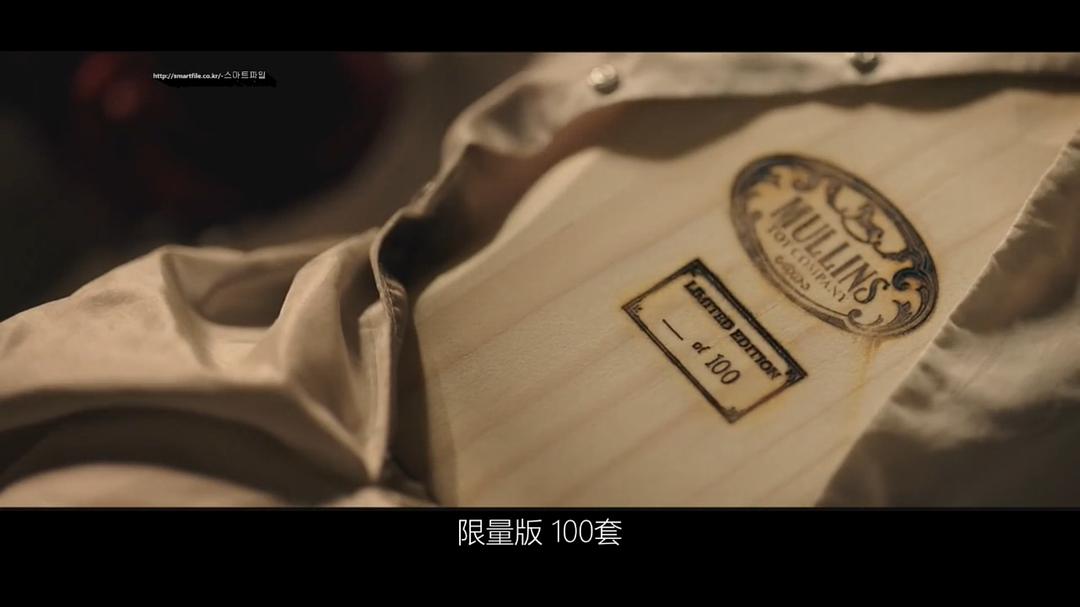 http://smartfile.co.kr/-스마트파일
MULLINS
TOY COMPANY
LIMITED EDITION
__ of 100
限量版 100套